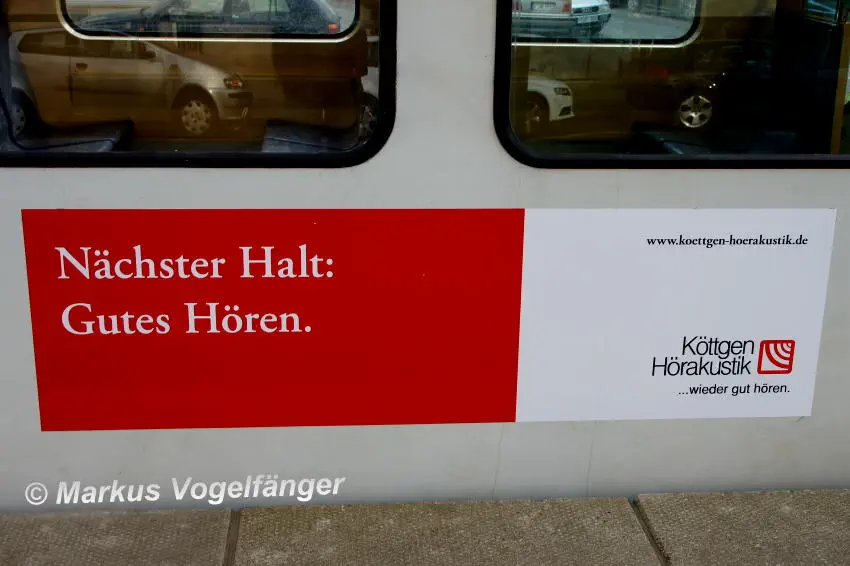 Nächster Halt:
Gutes Hören.
www.koettgen-hoerakustik.de
Köttgen
Hörakustik
...wieder gut hören.
© Markus Vogelfänger